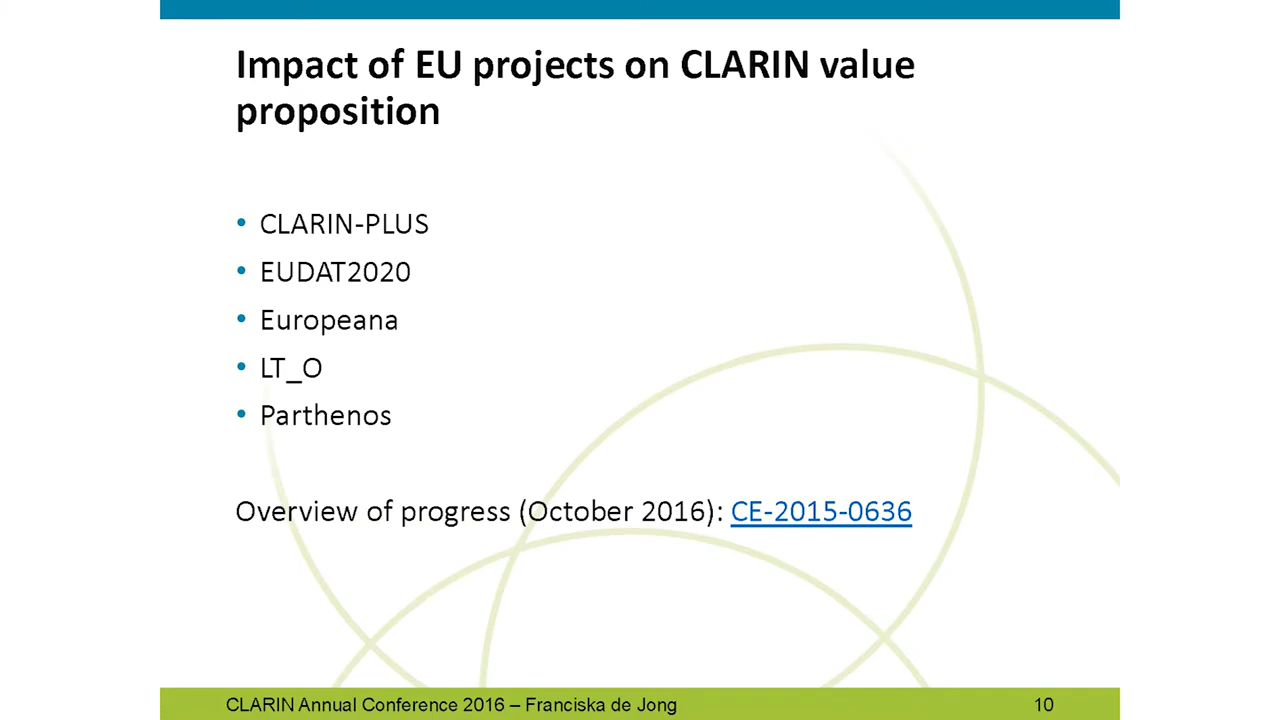 Impact of EU projects on CLARIN value
proposition
• CLARIN-PLUS
• EUDAT2020
• Europeana
• LT_O
• Parthenos
Overview of progress (October 2016): CE-2015-0636
CLARIN Annual Conference 2016 – Franciska de Jong 10